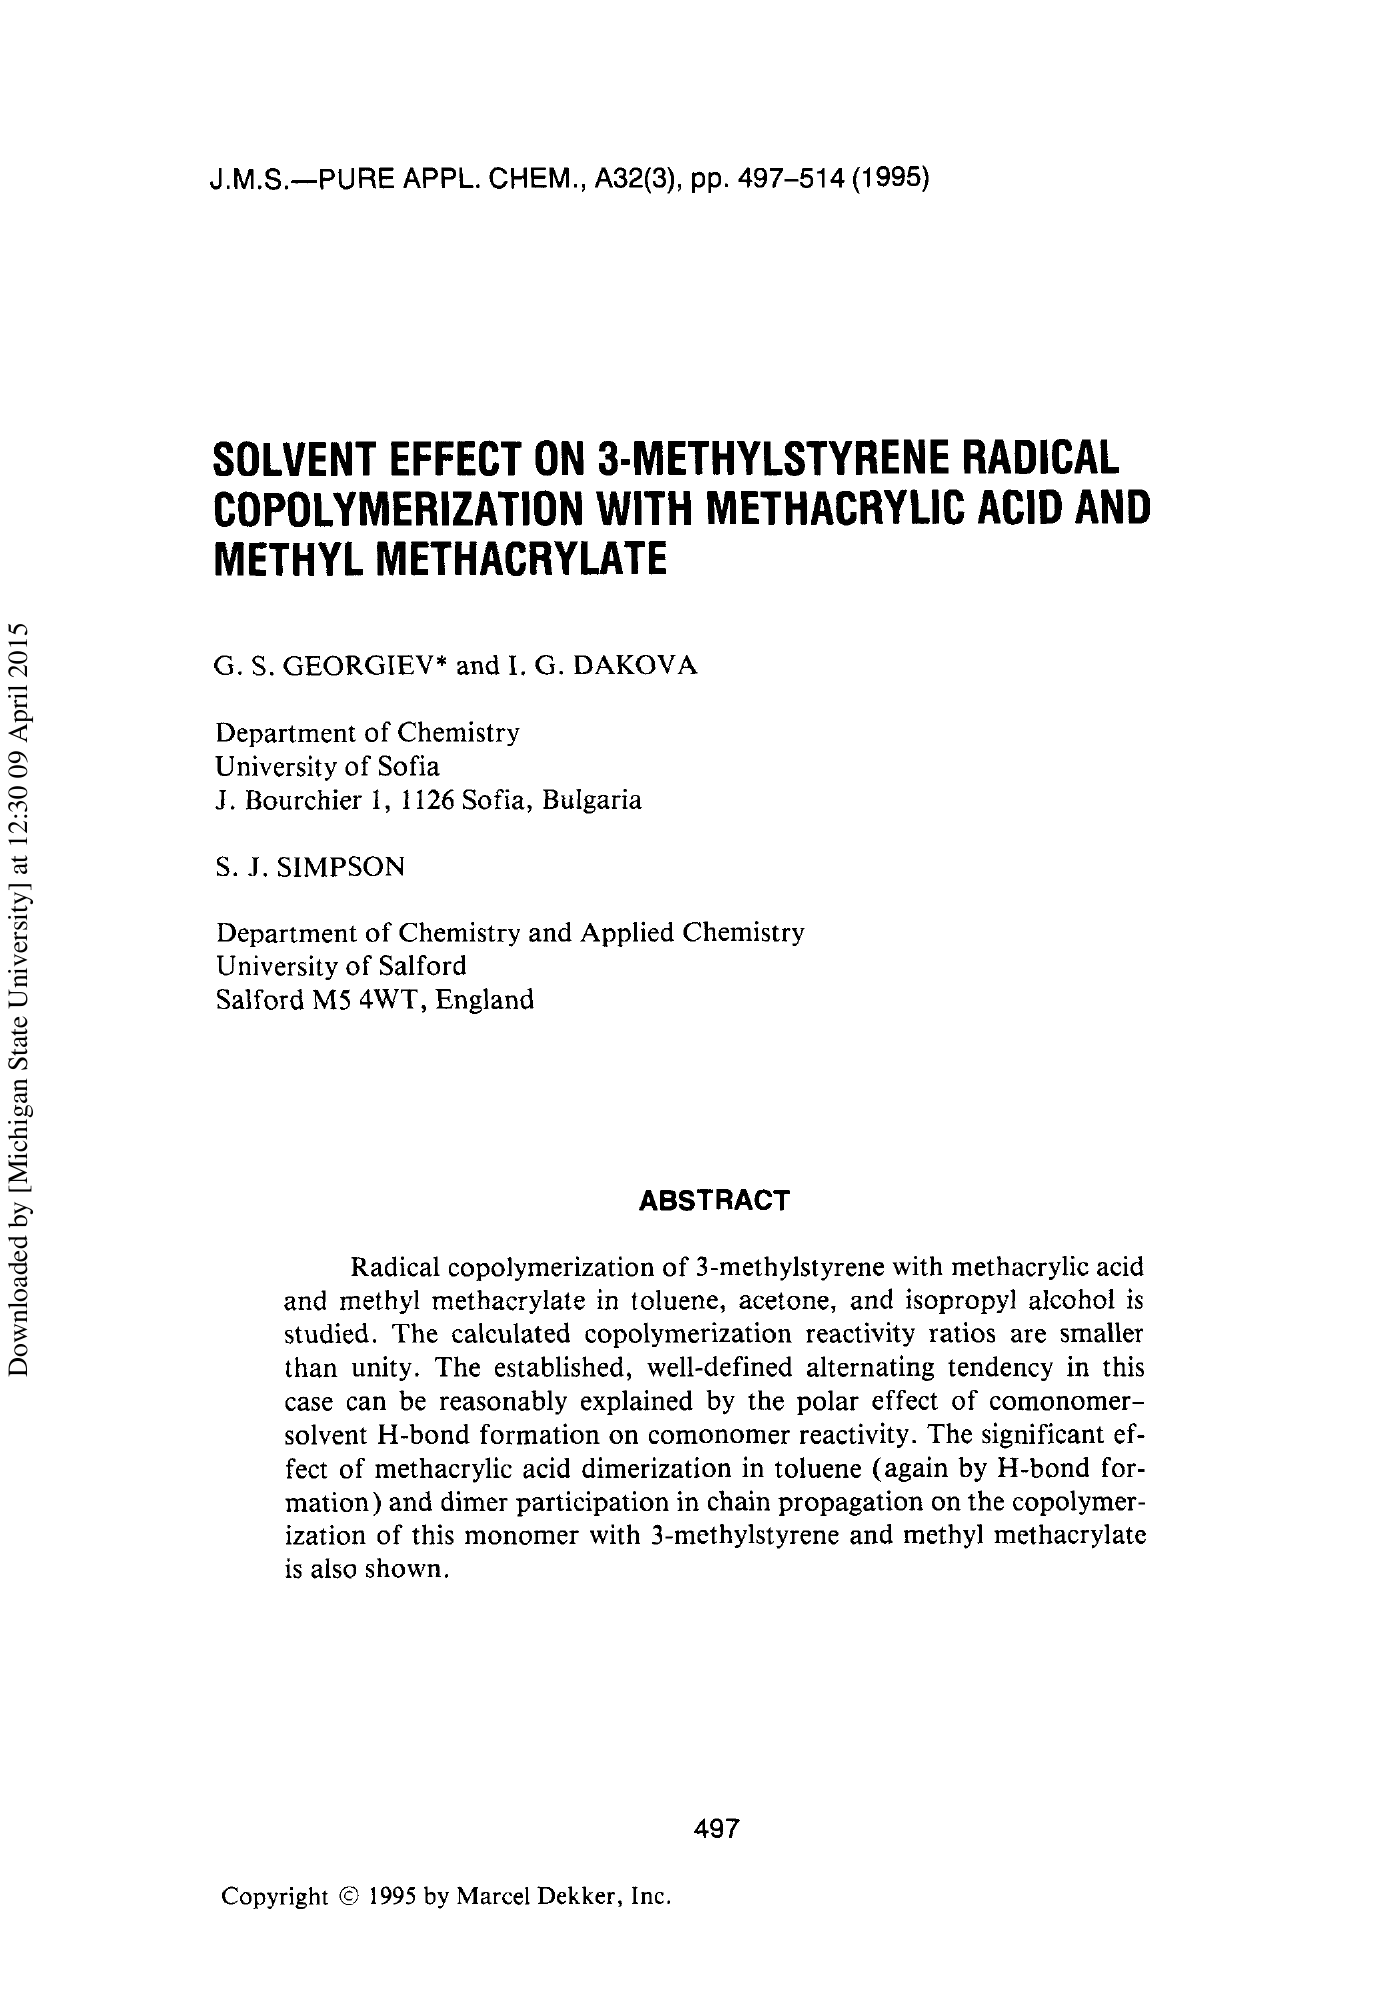 J.M.S.—PURE APPL. CHEM., A32(3), pp. 497–514 (1995)
SOLVENT EFFECT ON 3-METHYLSTYRENE RADICAL
COPOLYMERIZATION WITH METHACRYLIC ACID AND
METHYL METHACRYLATE
G. S. GEORGIEV* and I. G. DAKOVA
Department of Chemistry
University of Sofia
J. Bourchier 1, 1126 Sofia, Bulgaria
S. J. SIMPSON
Department of Chemistry and Applied Chemistry
University of Salford
Salford M5 4WT, England
ABSTRACT
Radical copolymerization of 3-methylstyrene with methacrylic acid
and methyl methacrylate in toluene, acetone, and isopropyl alcohol is
studied. The calculated copolymerization reactivity ratios are smaller
than unity. The established, well-defined alternating tendency in this
case can be reasonably explained by the polar effect of comonomer–
solvent H-bond formation on comonomer reactivity. The significant ef-
fect of methacrylic acid dimerization in toluene (again by H-bond for-
mation) and dimer participation in chain propagation on the copolymer-
ization of this monomer with 3-methylstyrene and methyl methacrylate
is also shown.
497
Copyright © 1995 by Marcel Dekker, Inc.
Downloaded by [Michigan State University] at 12:30 09 April 2015